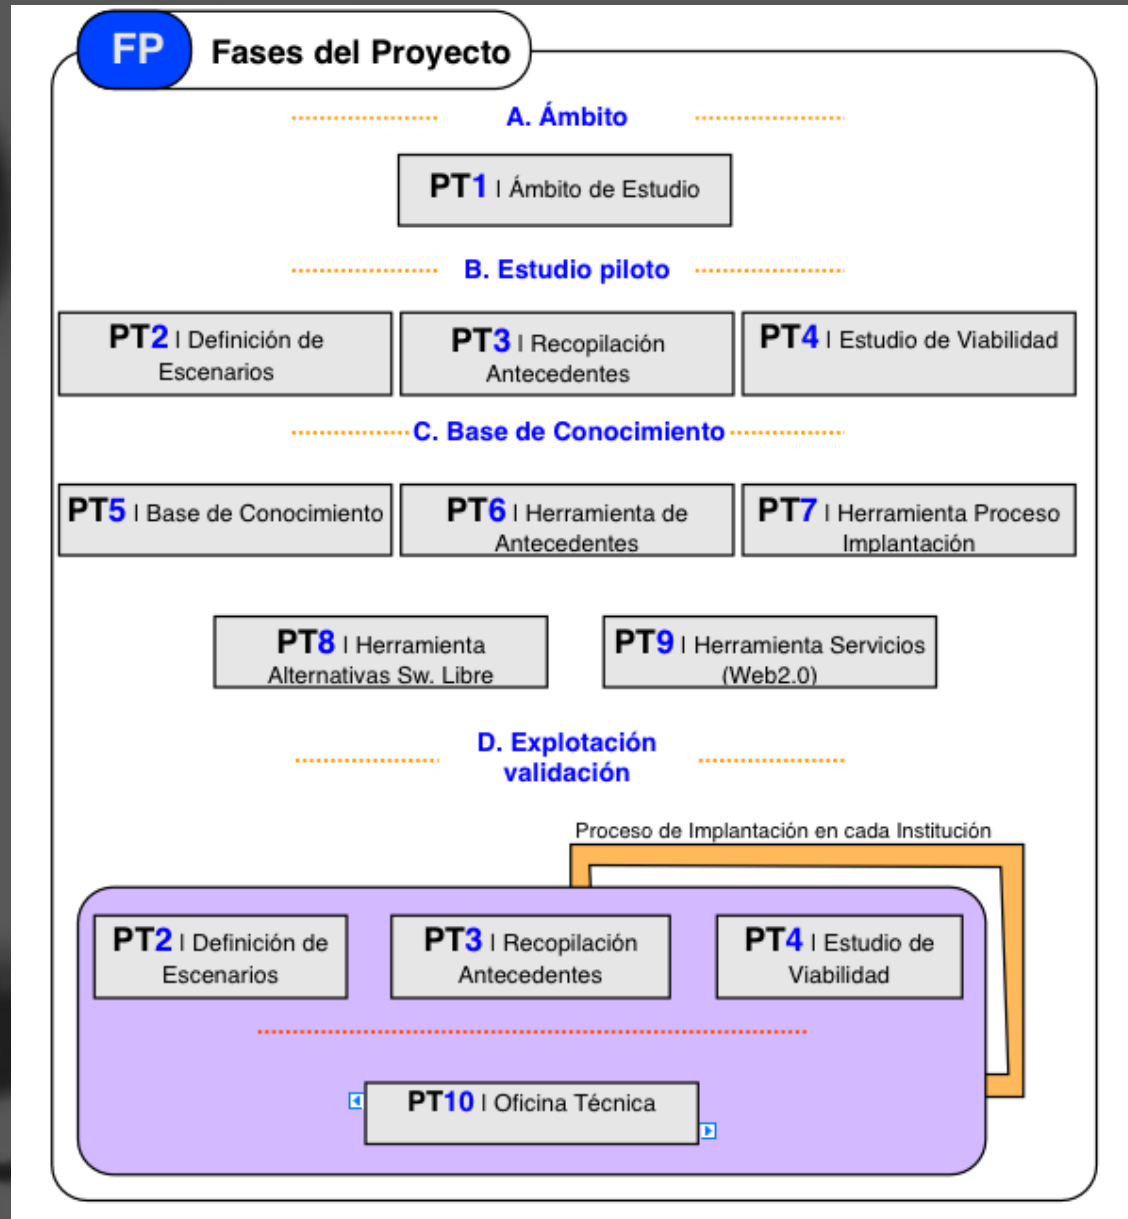 FP Fases del Proyecto
A. Ámbito
PT1 | Ámbito de Estudio
B. Estudio piloto
PT2 | Definición de
Escenarios
PT3 | Recopilación
Antecedentes
PT4 | Estudio de Viabilidad
C. Base de Conocimiento
PT5 | Base de Conocimiento
PT6 | Herramienta de
Antecedentes
PT7 | Herramienta Proceso
Implantación
PT8 | Herramienta
Alternativas Sw. Libre
PT9 | Herramienta Servicios
(Web2.0)
D. Explotación
validación
Proceso de Implantación en cada Institución
PT2 | Definición de
Escenarios
PT3 | Recopilación
Antecedentes
PT4 | Estudio de
Viabilidad
PT10 | Oficina Técnica